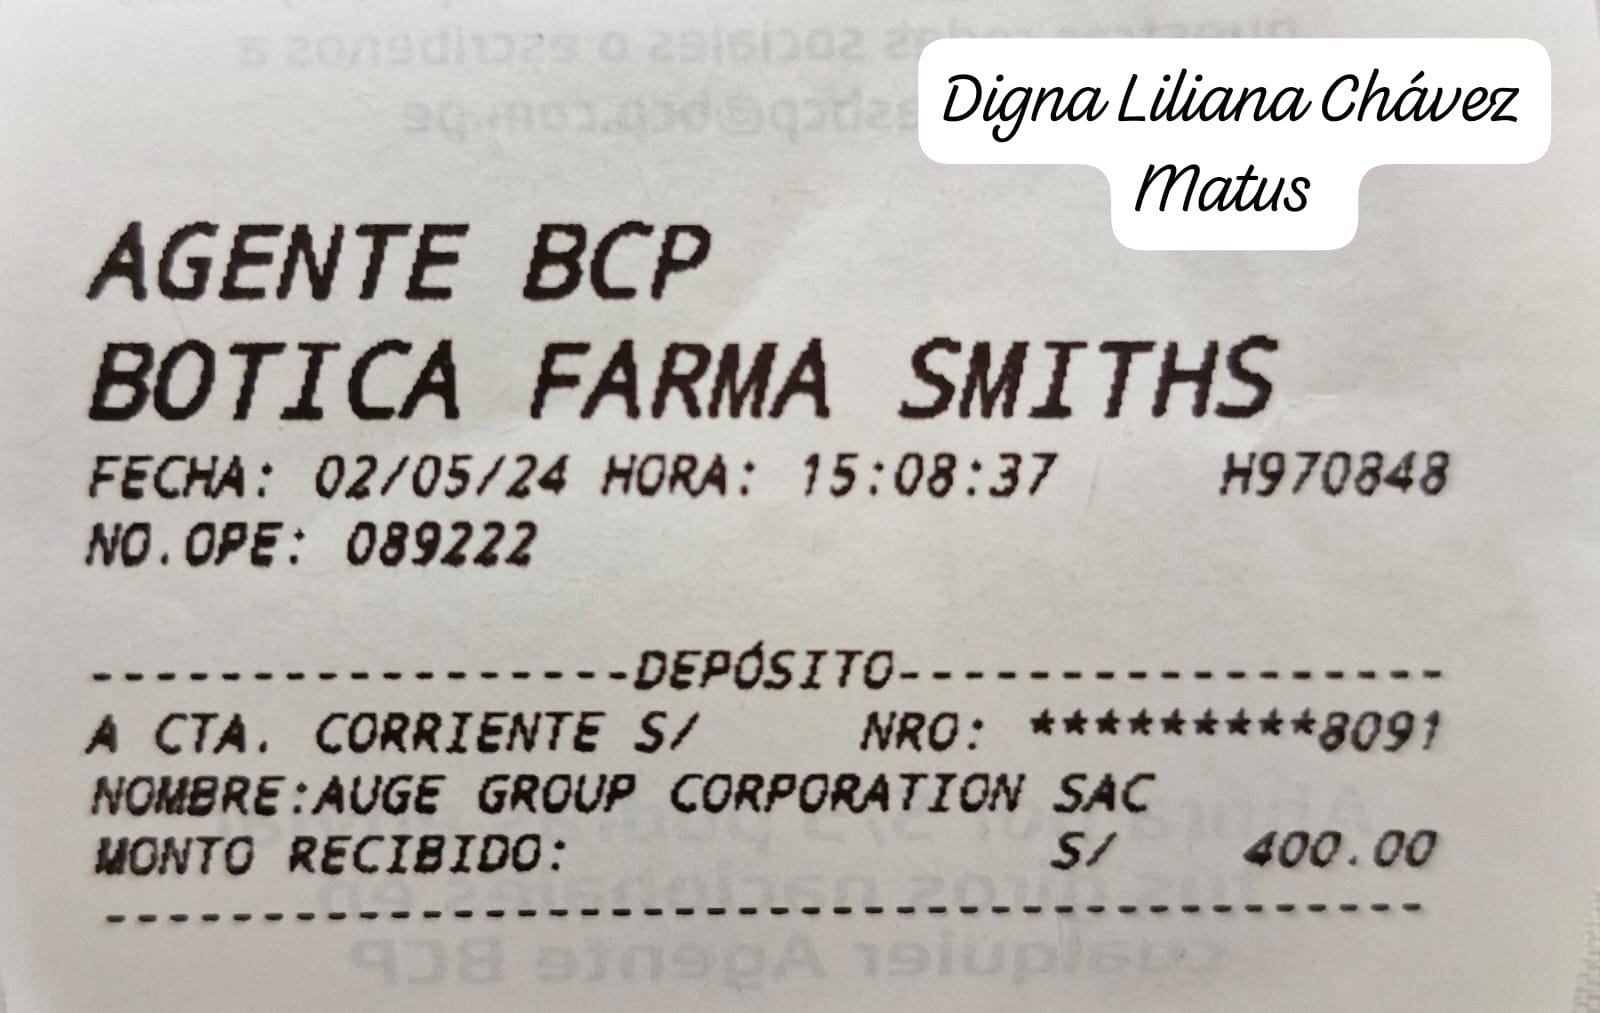 Digna Liliana Chávez
Matus
AGENTE BCP
BOTICA FARMA SMITHS
FECHA: 02/05/24 HORA: 15:08:37 H970848
NO.OPE: 089222
------------------DEPÓSITO------------------
A CTA. CORRIENTE S/ NRO: *********8091
NOMBRE:AUGE GROUP CORPORATION SAC
MONTO RECIBIDO: S/ 400.00